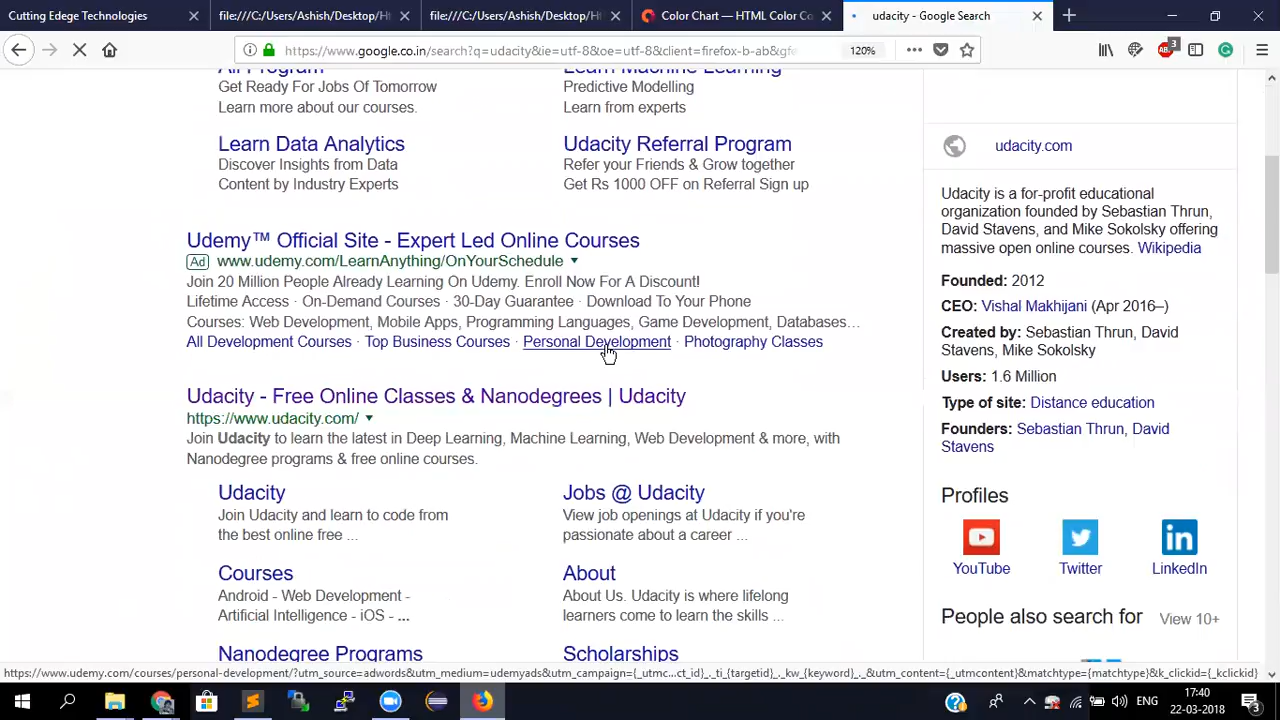 Cutting Edege Technologies
file:///C:/Users/Ashish/Desktop/Ht
file:///C:/Users/Ashish/Desktop/Ht
Color Chart — HTML Color Co
udacity - Google Search
https://www.google.co.in/search?q=udacity&ie=utf-8&oe=utf-8&client=firefox-b-ab&gfe
120%
3
All Program
Get Ready For Jobs Of Tomorrow
Learn more about our courses.
Learn Machine Learning
Predictive Modelling
Learn from experts
Learn Data Analytics
Discover Insights from Data
Content by Industry Experts
Udacity Referral Program
Refer your Friends & Grow together
Get Rs 1000 OFF on Referral Sign up
Udemy™ Official Site - Expert Led Online Courses
Ad www.udemy.com/LearnAnything/OnYourSchedule
Join 20 Million People Already Learning On Udemy. Enroll Now For A Discount!
Lifetime Access · On-Demand Courses · 30-Day Guarantee · Download To Your Phone
Courses: Web Development, Mobile Apps, Programming Languages, Game Development, Databases…
All Development Courses · Top Business Courses · Personal Development · Photography Classes
Udacity - Free Online Classes & Nanodegrees | Udacity
https://www.udacity.com/
Join Udacity to learn the latest in Deep Learning, Machine Learning, Web Development & more, with
Nanodegree programs & free online courses.
Udacity
Join Udacity and learn to code from
the best online free ...
Jobs @ Udacity
View job openings at Udacity if you're
passionate about a career ...
Courses
Android - Web Development -
Artificial Intelligence - iOS - ...
About
About Us. Udacity is where lifelong
learners come to learn the skills ...
Nanodegree Programs
Scholarships
udacity.com
Udacity is a for-profit educational
organization founded by Sebastian Thrun,
David Stavens, and Mike Sokolsky offering
massive open online courses. Wikipedia
Founded: 2012
CEO: Vishal Makhijani (Apr 2016–)
Created by: Sebastian Thrun, David
Stavens, Mike Sokolsky
Users: 1.6 Million
Type of site: Distance education
Founders: Sebastian Thrun, David
Stavens
Profiles
YouTube
Twitter
LinkedIn
People also search for
View 10+
https://www.udemy.com/courses/personal-development/?utm_source=adwords&utm_medium=udemyads&utm_campaign={_utmc...ct_id}_._ti_{targetid}_._kw_{keyword}_._&utm_content={_utmcontent}&matchtype={matchtype}&k_clickid={_kclickid}
ENG
17:40
22-03-2018